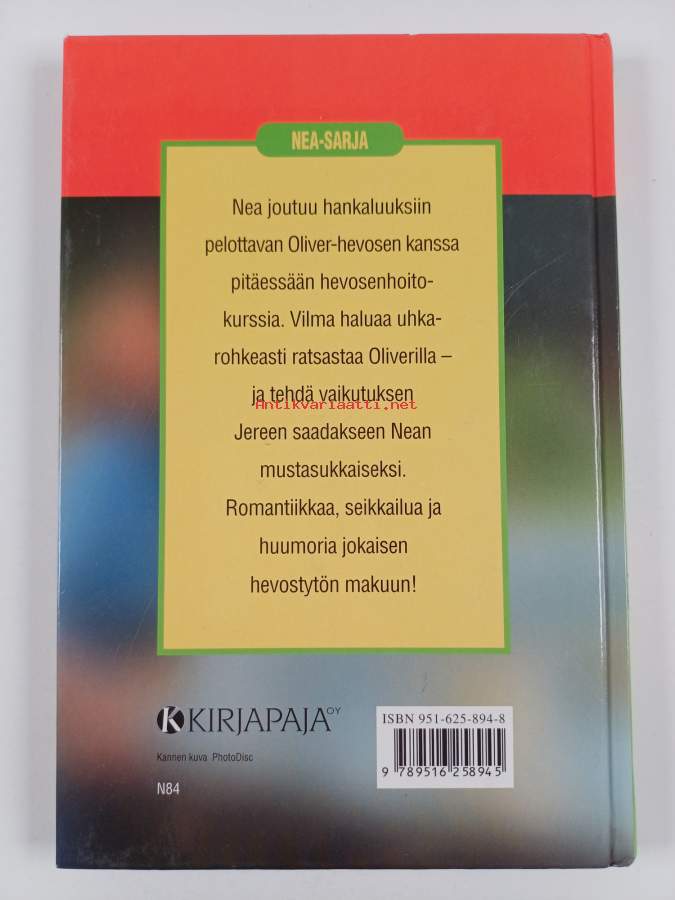 NEA-SARJA
Nea joutuu hankaluuksiin
pelottavan Oliver-hevosen kanssa
pitäessään hevosenhoito-
kurssia. Vilma haluaa uhka-
rohkeasti ratsastaa Oliverilla –
ja tehdä vaikutuksen
Antikvariaatti.net
Jereen saadakseen Nean
mustasukkaiseksi.
Romantiikkaa, seikkailua ja
huumoria jokaisen
hevostytön makuun!
K KIRJAPAJA OY
Kannen kuva PhotoDisc
N84
ISBN 951-625-894-8
9 789516 258945